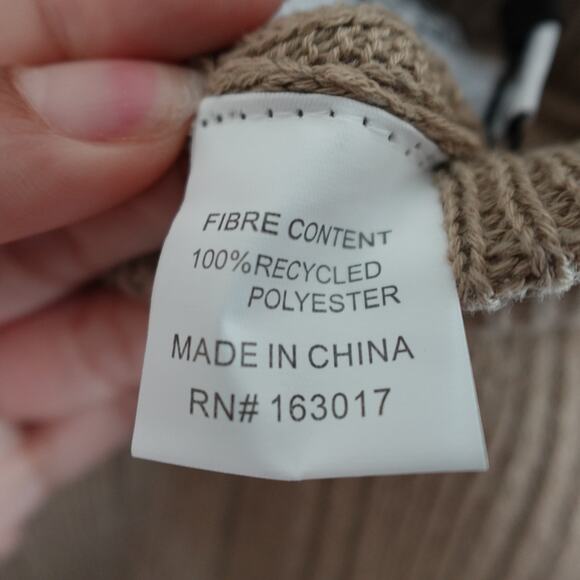 FIBRE CONTENT
100%RECYCLED
POLYESTER
MADE IN CHINA
RN# 163017